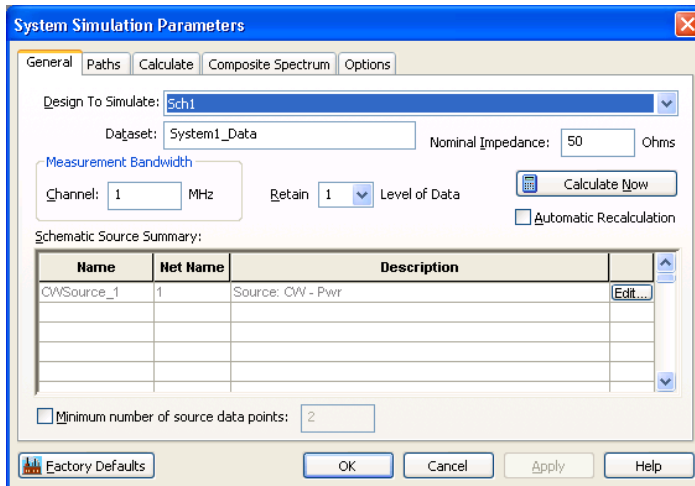 System Simulation Parameters
General Paths Calculate Composite Spectrum Options
Design To Simulate: Sch1
Dataset: System1_Data
Nominal Impedance: 50 Ohms
Measurement Bandwidth
Channel: 1 MHz
Retain 1 Level of Data
Calculate Now
Automatic Recalculation
Schematic Source Summary:
Name Net Name Description
CWSource_1 1 Source: CW - Pwr Edit...
Minimum number of source data points: 2
Factory Defaults OK Cancel Apply Help